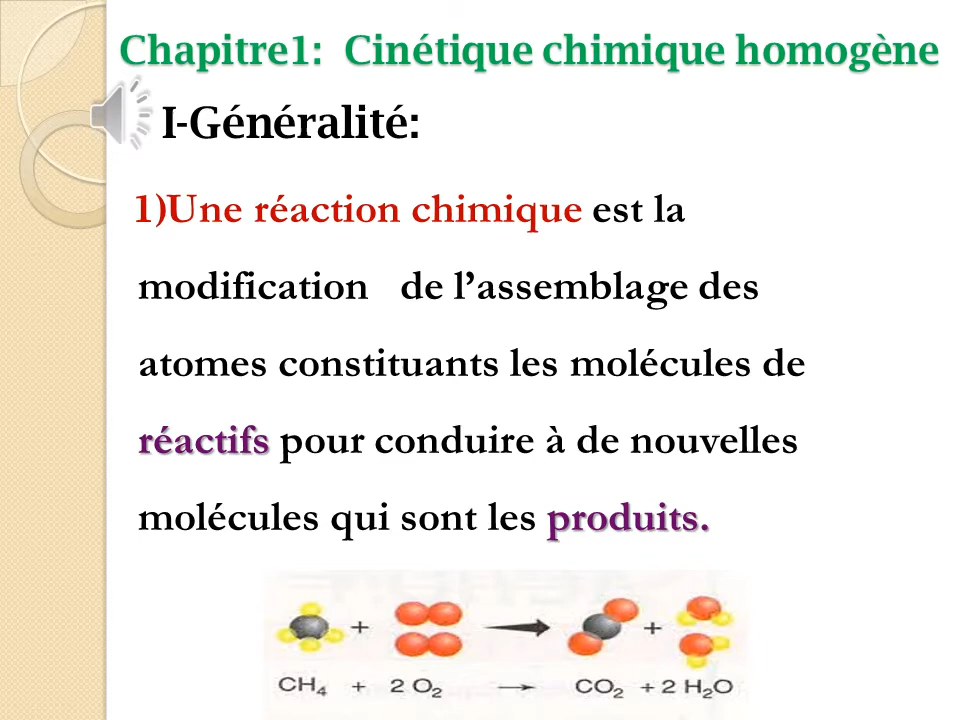 Chapitre1: Cinétique chimique homogène
I-Généralité:
1)Une réaction chimique est la
modification de l’assemblage des
atomes constituants les molécules de
réactifs pour conduire à de nouvelles
molécules qui sont les produits.
+ → +
CH₄ + 2 O₂ → CO₂ + 2 H₂O